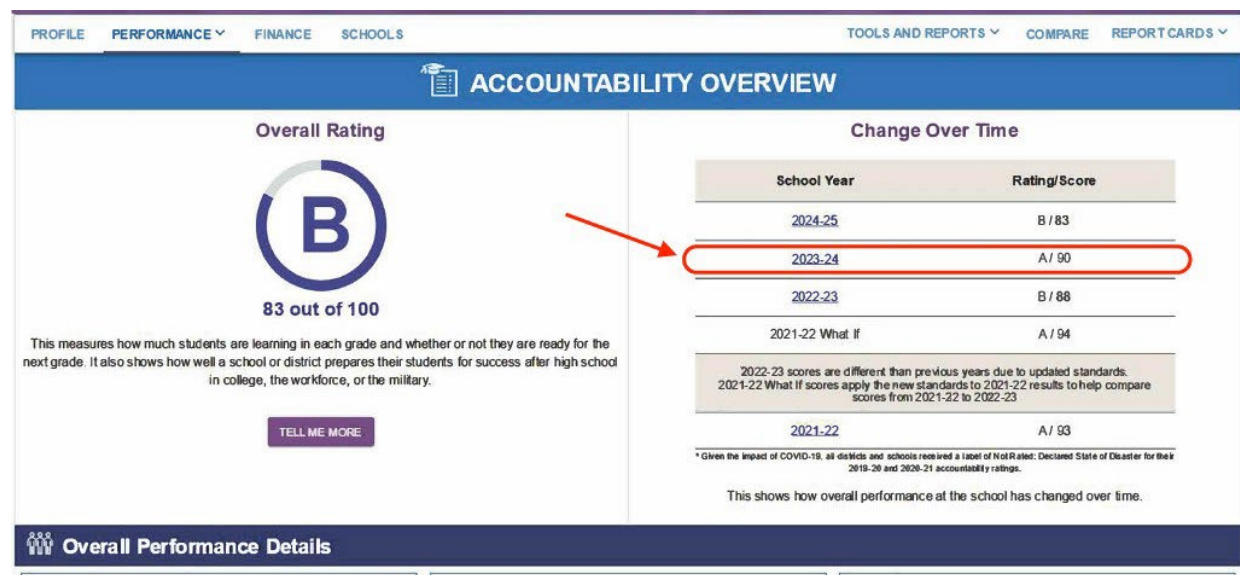 PROFILE PERFORMANCE FINANCE SCHOOLS TOOLS AND REPORTS COMPARE REPORT CARDS
ACCOUNTABILITY OVERVIEW
Overall Rating
B
83 out of 100
This measures how much students are learning in each grade and whether or not they are ready for the
next grade. It also shows how well a school or district prepares their students for success after high school
in college, the workforce, or the military.
TELL ME MORE
Change Over Time
School Year Rating/Score
2024-25 B / 83
2023-24 A / 90
2022-23 B / 88
2021-22 What If A / 94
2022-23 scores are different than previous years due to updated standards.
2021-22 What If scores apply the new standards to 2021-22 results to help compare
scores from 2021-22 to 2022-23
2021-22 A / 93
* Given the impact of COVID-19, all districts and schools received a label of Not Rated: Declared State of Disaster for their
2019-20 and 2020-21 accountability ratings.
This shows how overall performance at the school has changed over time.
Overall Performance Details